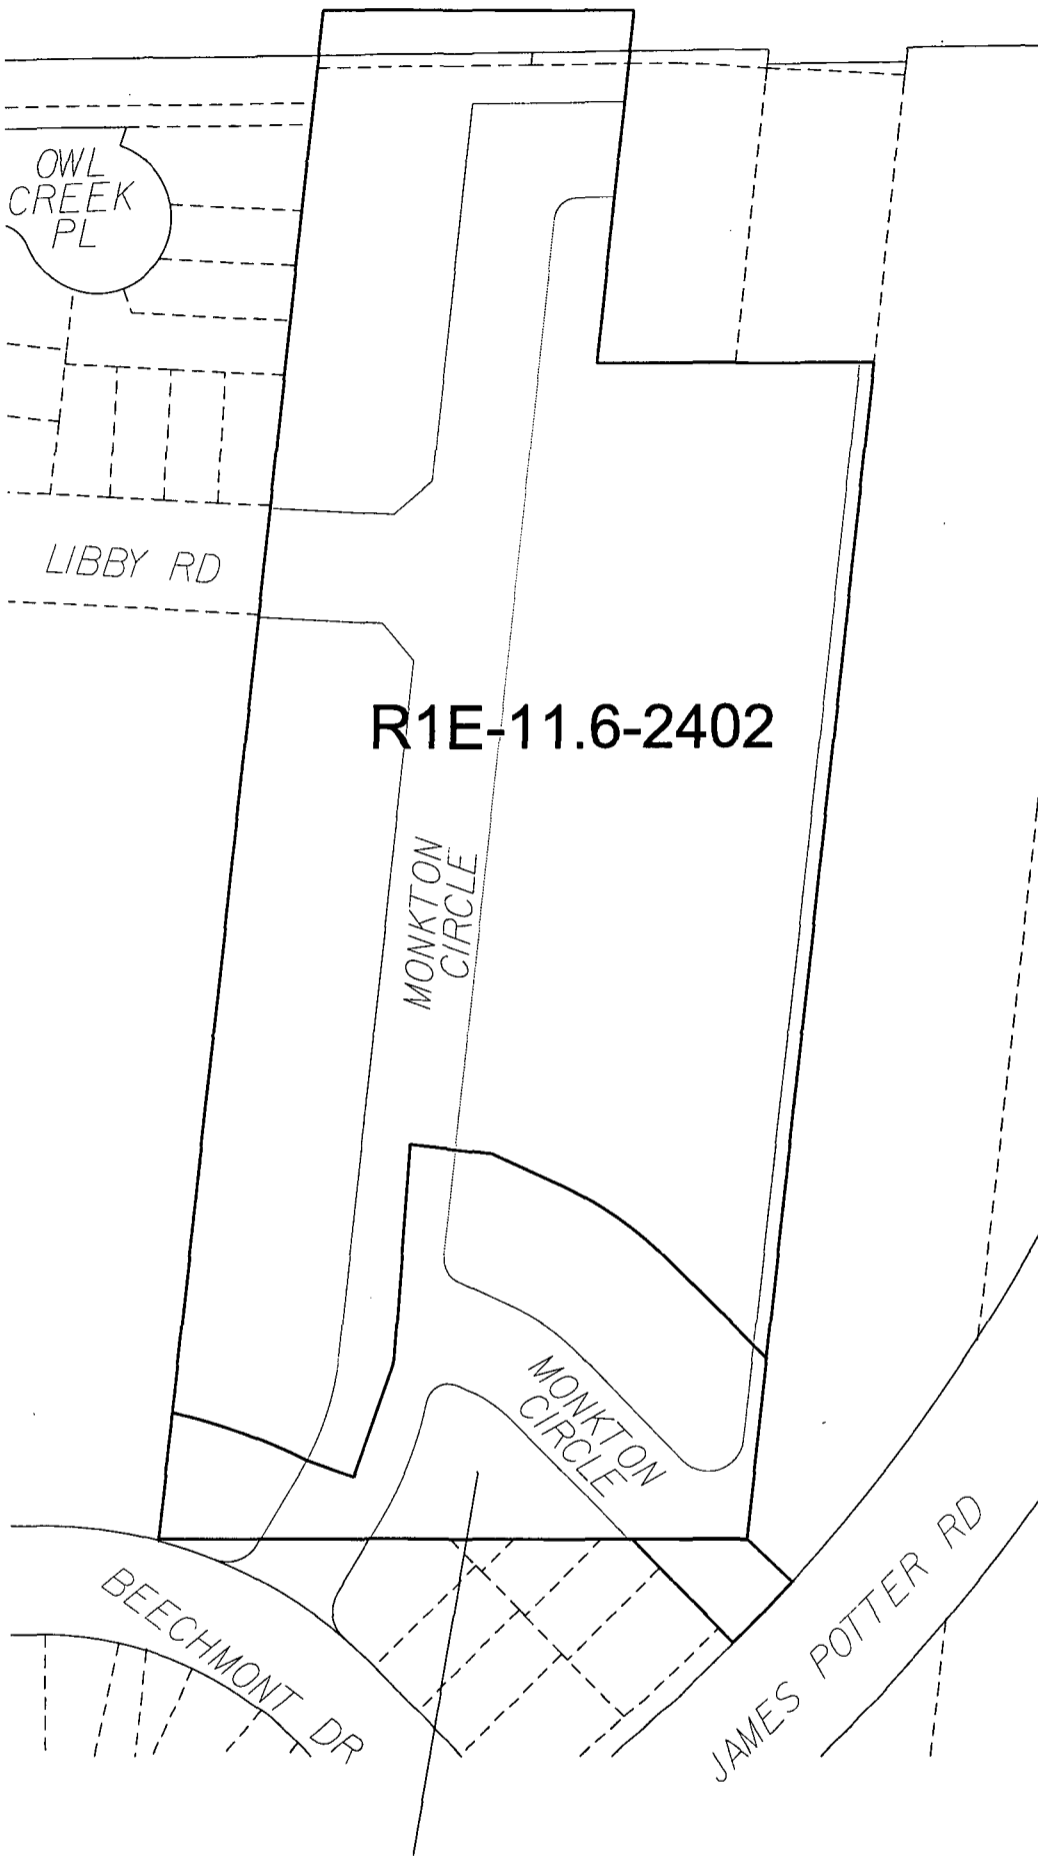 OWL
CREEK
PL
LIBBY RD
R1E-11.6-2402
MONKTON
CIRCLE
MONKTON
CIRCLE
BEECHMONT DR
JAMES POTTER RD